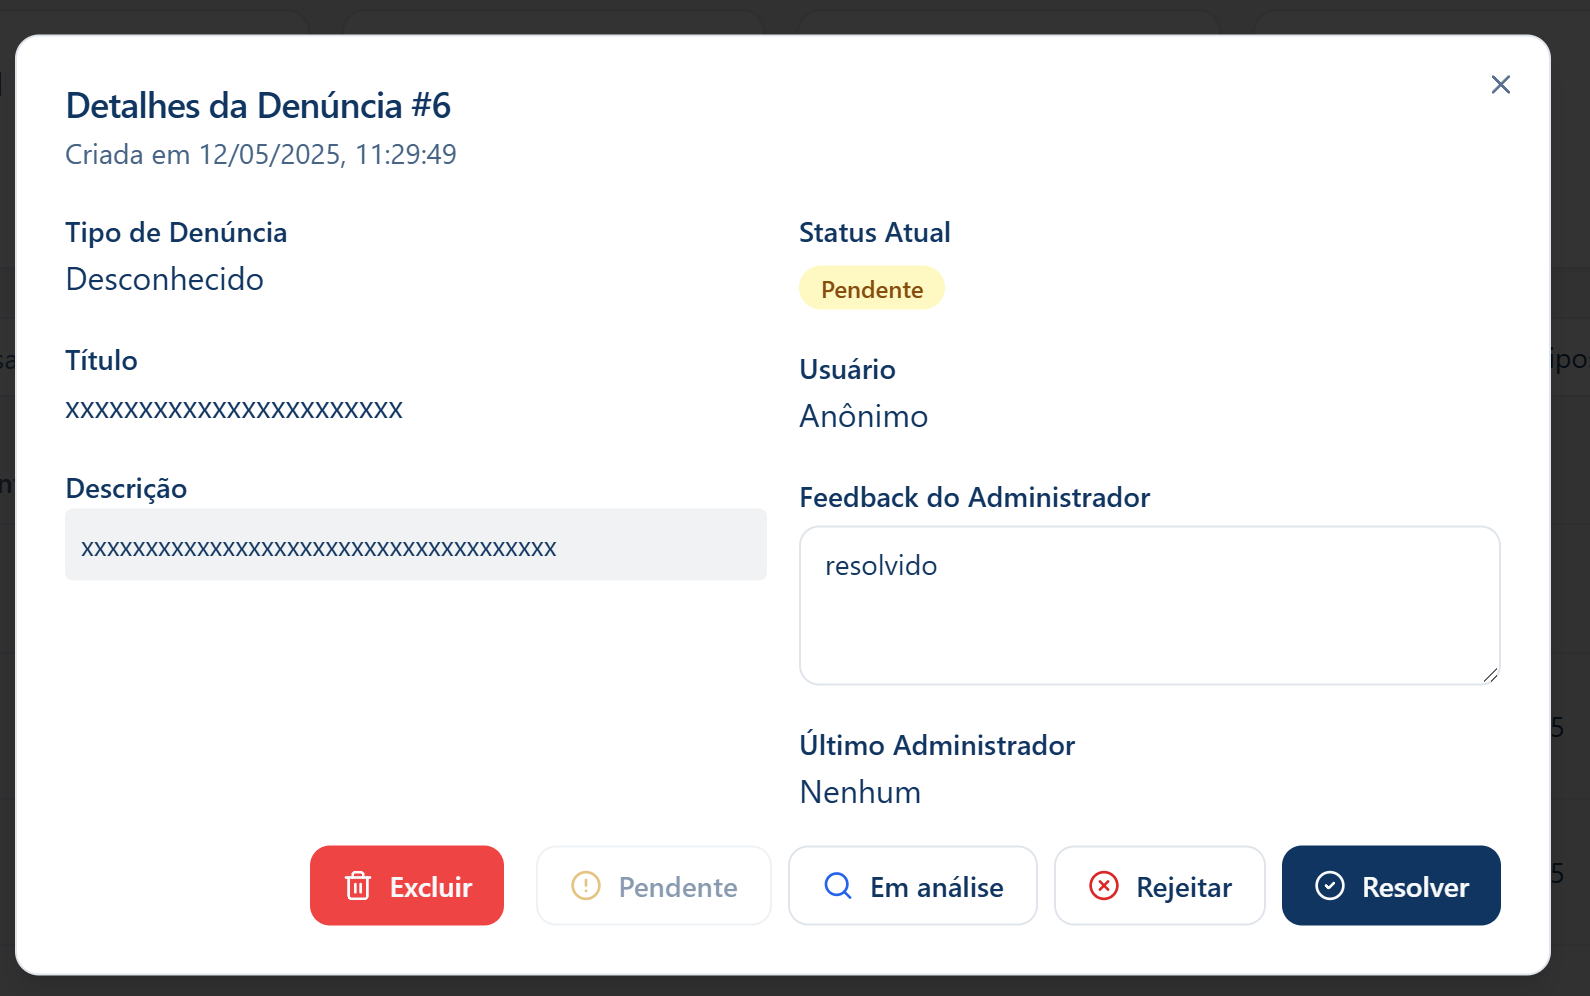 Detalhes da Denúncia #6
Criada em 12/05/2025, 11:29:49
Tipo de Denúncia
Desconhecido
Título
xxxxxxxxxxxxxxxxxxxxxxx
Descrição
xxxxxxxxxxxxxxxxxxxxxxxxxxxxxxxxxxxxx
Status Atual
Pendente
Usuário
Anônimo
Feedback do Administrador
resolvido
Último Administrador
Nenhum
Excluir
Pendente
Em análise
Rejeitar
Resolver